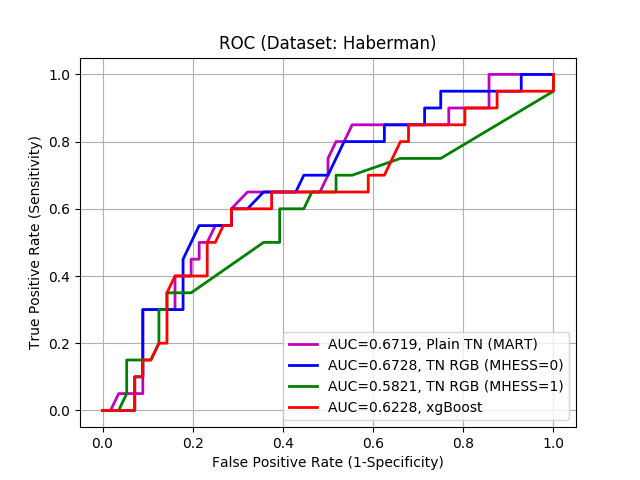 ROC (Dataset: Haberman)
True Positive Rate (Sensitivity)
1.0
0.8
0.6
0.4
0.2
0.0
AUC=0.6719, Plain TN (MART)
AUC=0.6728, TN RGB (MHESS=0)
AUC=0.5821, TN RGB (MHESS=1)
AUC=0.6228, xgBoost
0.0 0.2 0.4 0.6 0.8 1.0
False Positive Rate (1-Specificity)